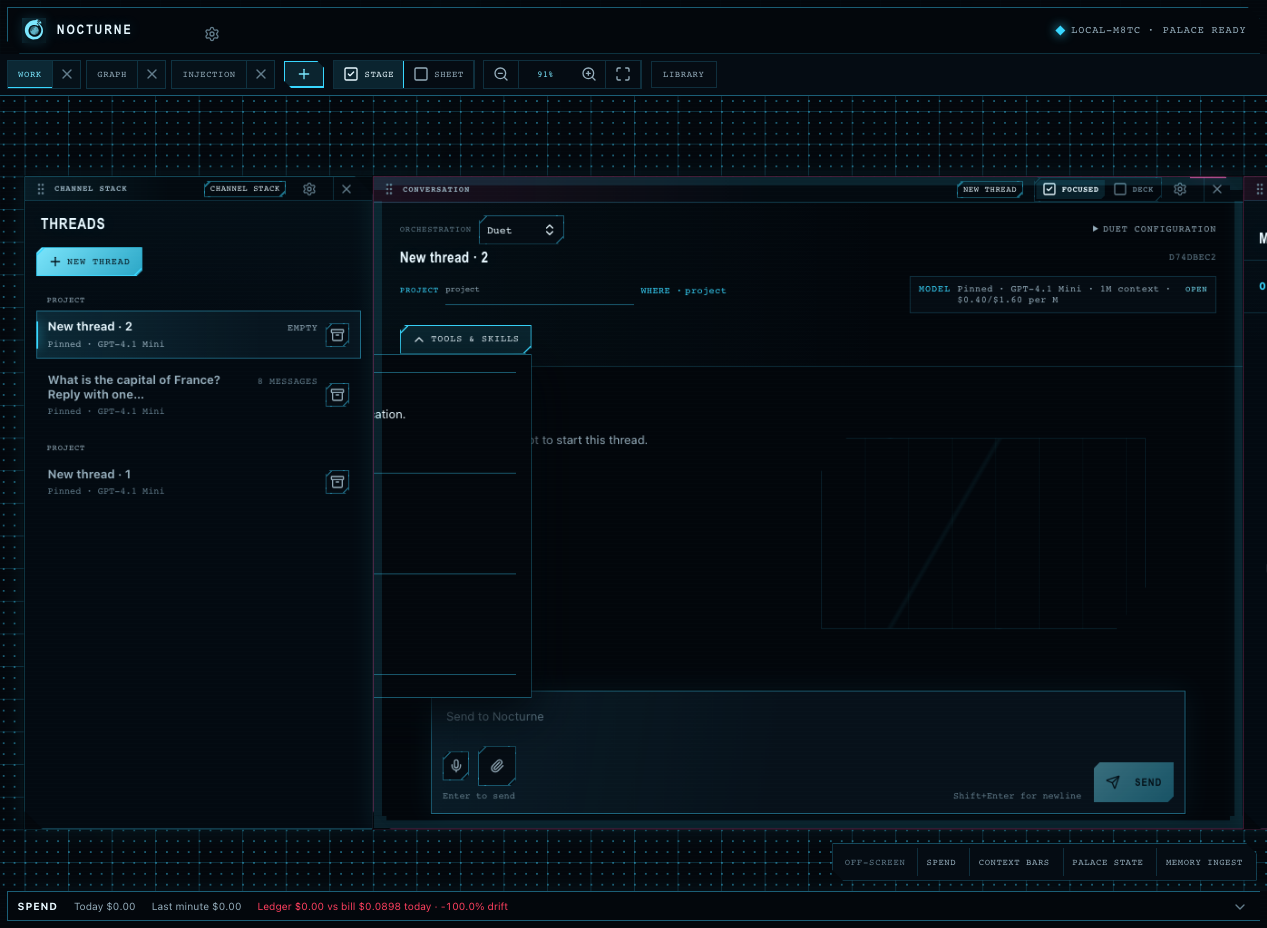 NOCTURNE
LOCAL-M8TC · PALACE READY
WORK
GRAPH
INJECTION
STAGE
SHEET
91%
LIBRARY
CHANNEL STACK
CHANNEL STACK
THREADS
NEW THREAD
PROJECT
New thread · 2
EMPTY
Pinned · GPT-4.1 Mini
What is the capital of France?
Reply with one...
8 MESSAGES
Pinned · GPT-4.1 Mini
PROJECT
New thread · 1
Pinned · GPT-4.1 Mini
CONVERSATION
NEW THREAD
FOCUSED
DECK
ORCHESTRATION
Duet
DUET CONFIGURATION
New thread · 2
D74DBEC2
PROJECT project
WHERE · project
MODEL Pinned · GPT-4.1 Mini · 1M context ·
$0.40/$1.60 per M
OPEN
TOOLS & SKILLS
ation.
ot to start this thread.
Send to Nocturne
Enter to send
Shift+Enter for newline
SEND
M
OFF-SCREEN
SPEND
CONTEXT BARS
PALACE STATE
MEMORY INGEST
SPEND
Today $0.00
Last minute $0.00
Ledger $0.00 vs bill $0.0898 today · -100.0% drift